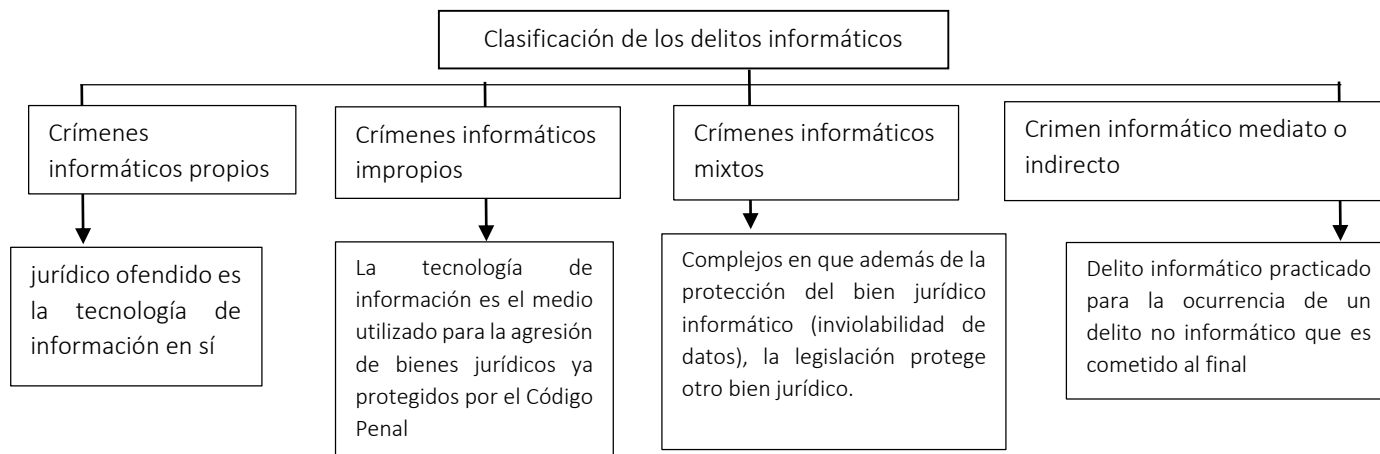 Clasificación de los delitos informáticos
Crímenes
informáticos propios
Crímenes informáticos
impropios
Crímenes informáticos
mixtos
Crimen informático mediato o
indirecto
jurídico ofendido es
la tecnología de
información en sí
La tecnología de
información es el medio
utilizado para la agresión
de bienes jurídicos ya
protegidos por el Código
Penal
Complejos en que además de la
protección del bien jurídico
informático (inviolabilidad de
datos), la legislación protege
otro bien jurídico.
Delito informático practicado
para la ocurrencia de un
delito no informático que es
cometido al final